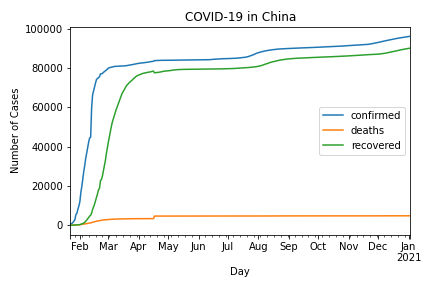 COVID-19 in China
100000
80000
60000
40000
20000
0
Number of Cases
confirmed
deaths
recovered
Feb Mar Apr May Jun Jul Aug Sep Oct Nov Dec Jan
2021
Day